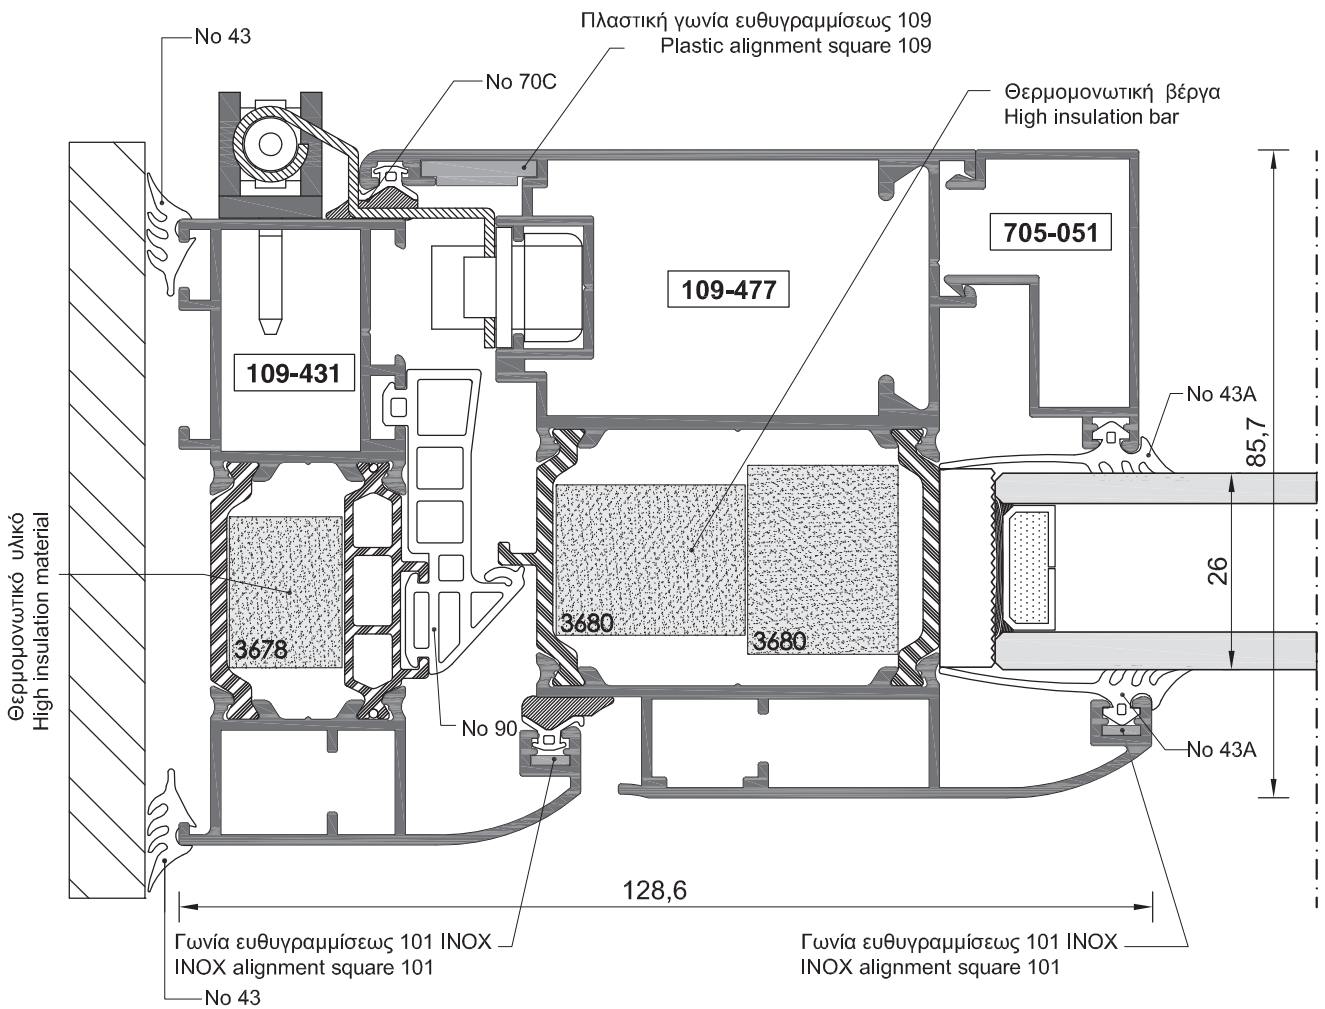 Πλαστική γωνία ευθυγραμμίσεως 109
Plastic alignment square 109
No 43
No 70C
Θερμομονωτική βέργα
High insulation bar
705-051
109-477
109-431
No 43A
85,7
26
3680
3680
3678
Θερμομονωτικό υλικό
High insulation material
No 90
No 43A
128,6
Γωνία ευθυγραμμίσεως 101 INOX
INOX alignment square 101
Γωνία ευθυγραμμίσεως 101 INOX
INOX alignment square 101
No 43